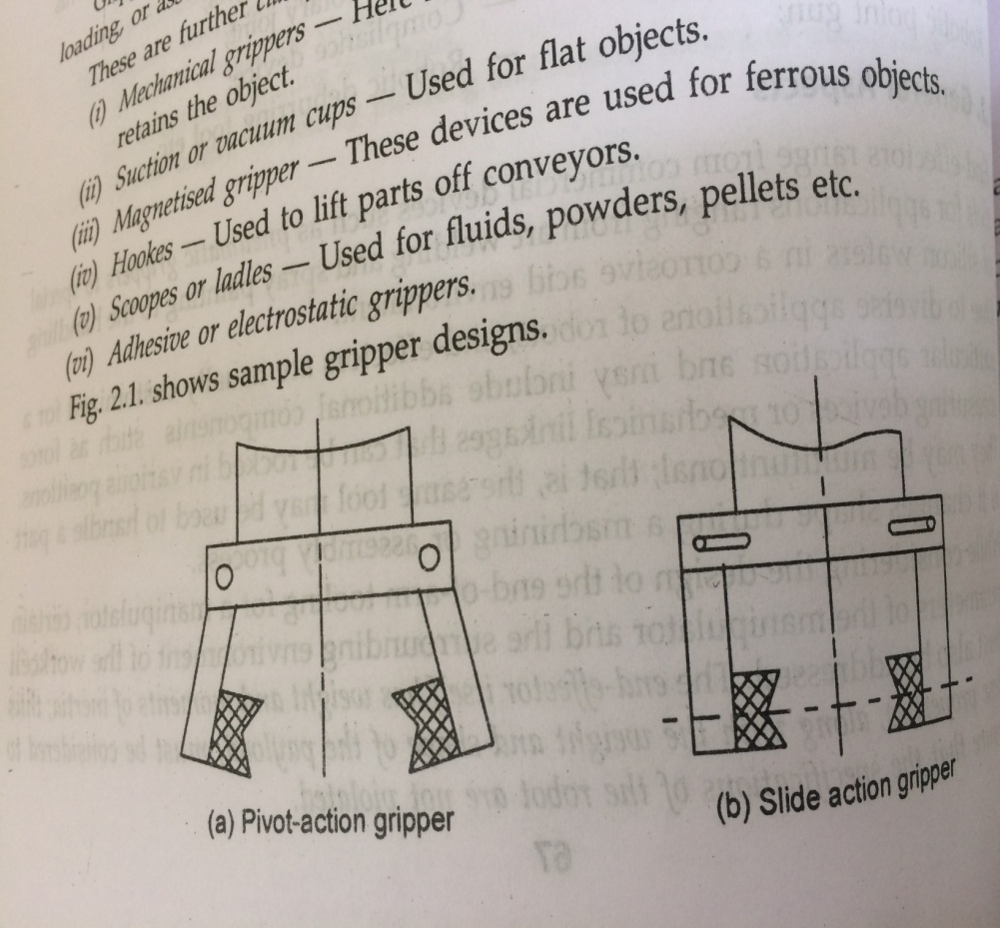 loading, or
These are further
(i) Mechanical grippers — Here
retains the object.
(ii) Suction or vacuum cups — Used for flat objects.
(iii) Magnetised gripper — These devices are used for ferrous objects.
(iv) Hookes — Used to lift parts off conveyors.
(v) Scoopes or ladles — Used for fluids, powders, pellets etc.
(vi) Adhesive or electrostatic grippers.
Fig. 2.1. shows sample gripper designs.
(a) Pivot-action gripper
(b) Slide action gripper